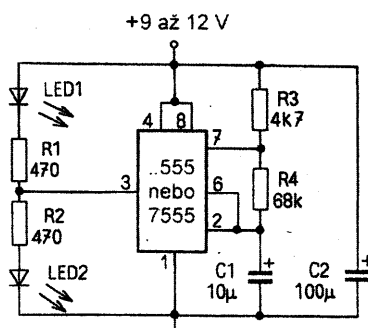 +9 až 12 V
LED1
R1
470
R2
470
LED2
4
8
3
7
6
2
1
..555
nebo
7555
R3
4k7
R4
68k
C1
10µ
+
C2
100µ
+